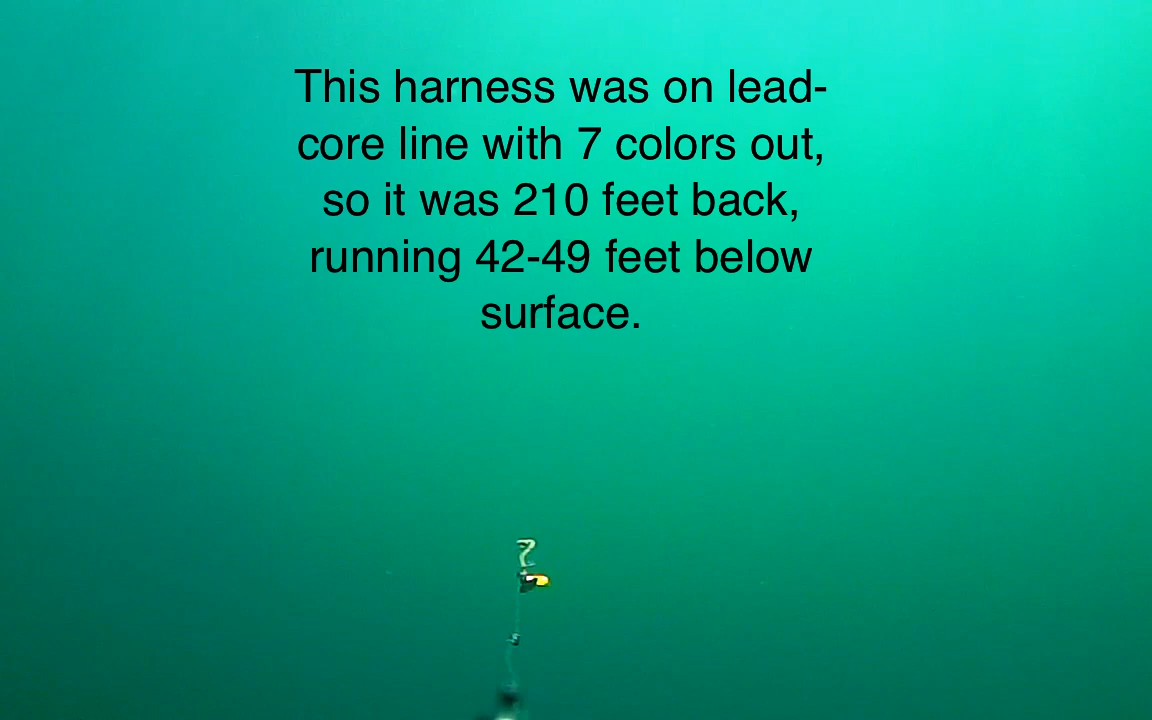 This harness was on lead-
core line with 7 colors out,
so it was 210 feet back,
running 42-49 feet below
surface.